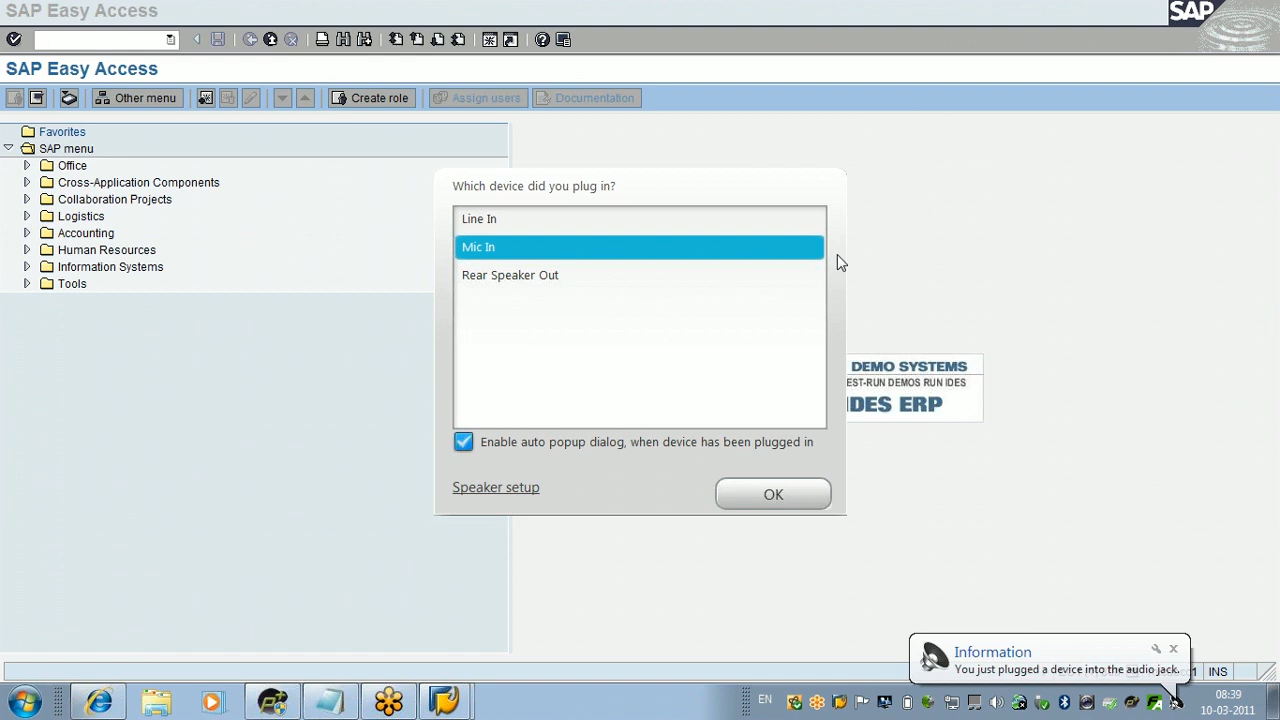 SAP Easy Access
SAP
SAP Easy Access
Other menu
Create role
Assign users
Documentation
Favorites
SAP menu
Office
Cross-Application Components
Collaboration Projects
Logistics
Accounting
Human Resources
Information Systems
Tools
Which device did you plug in?
Line In
Mic In
Rear Speaker Out
Enable auto popup dialog, when device has been plugged in
Speaker setup
OK
DEMO SYSTEMS
EST-RUN DEMOS RUN IDES
IDES ERP
Information
You just plugged a device into the audio jack.
INS
EN
08:39
10-03-2011